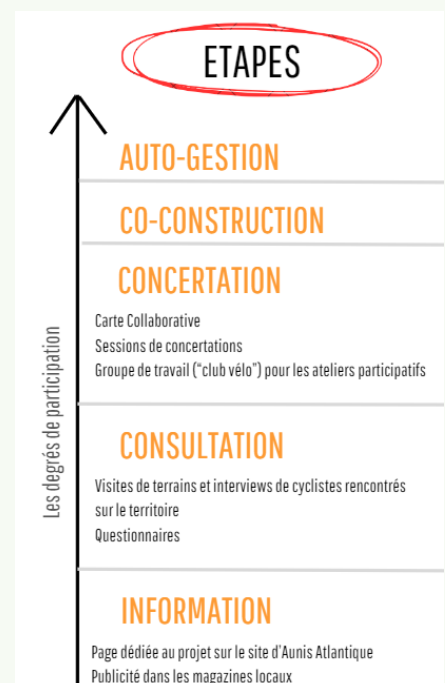 ETAPES
AUTO-GESTION
CO-CONSTRUCTION
CONCERTATION
Carte Collaborative
Sessions de concertations
Groupe de travail ("club vélo") pour les ateliers participatifs
CONSULTATION
Visites de terrains et interviews de cyclistes rencontrés
sur le territoire
Questionnaires
INFORMATION
Page dédiée au projet sur le site d'Aunis Atlantique
Publicité dans les magazines locaux
Les degrés de participation